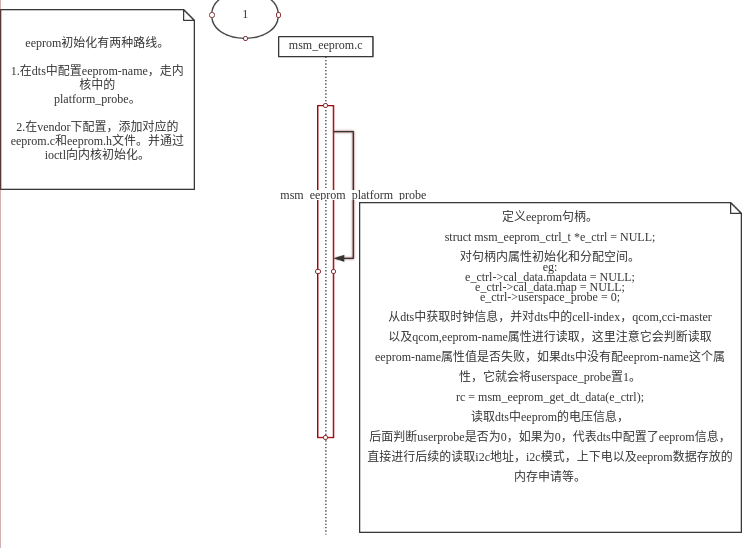 1
msm_eeprom.c
eeprom初始化有两种路线。
1.在dts中配置eeprom-name，走内
核中的
platform_probe。
2.在vendor下配置，添加对应的
eeprom.c和eeprom.h文件。并通过
ioctl向内核初始化。
msm_eeprom_platform_probe
定义eeprom句柄。
struct msm_eeprom_ctrl_t *e_ctrl = NULL;
对句柄内属性初始化和分配空间。
eg:
e_ctrl->cal_data.mapdata = NULL;
e_ctrl->cal_data.map = NULL;
e_ctrl->userspace_probe = 0;
从dts中获取时钟信息，并对dts中的cell-index，qcom,cci-master
以及qcom,eeprom-name属性进行读取，这里注意它会判断读取
eeprom-name属性值是否失败，如果dts中没有配eeprom-name这个属
性，它就会将userspace_probe置1。
rc = msm_eeprom_get_dt_data(e_ctrl);
读取dts中eeprom的电压信息，
后面判断userprobe是否为0，如果为0，代表dts中配置了eeprom信息，
直接进行后续的读取i2c地址，i2c模式，上下电以及eeprom数据存放的
内存申请等。